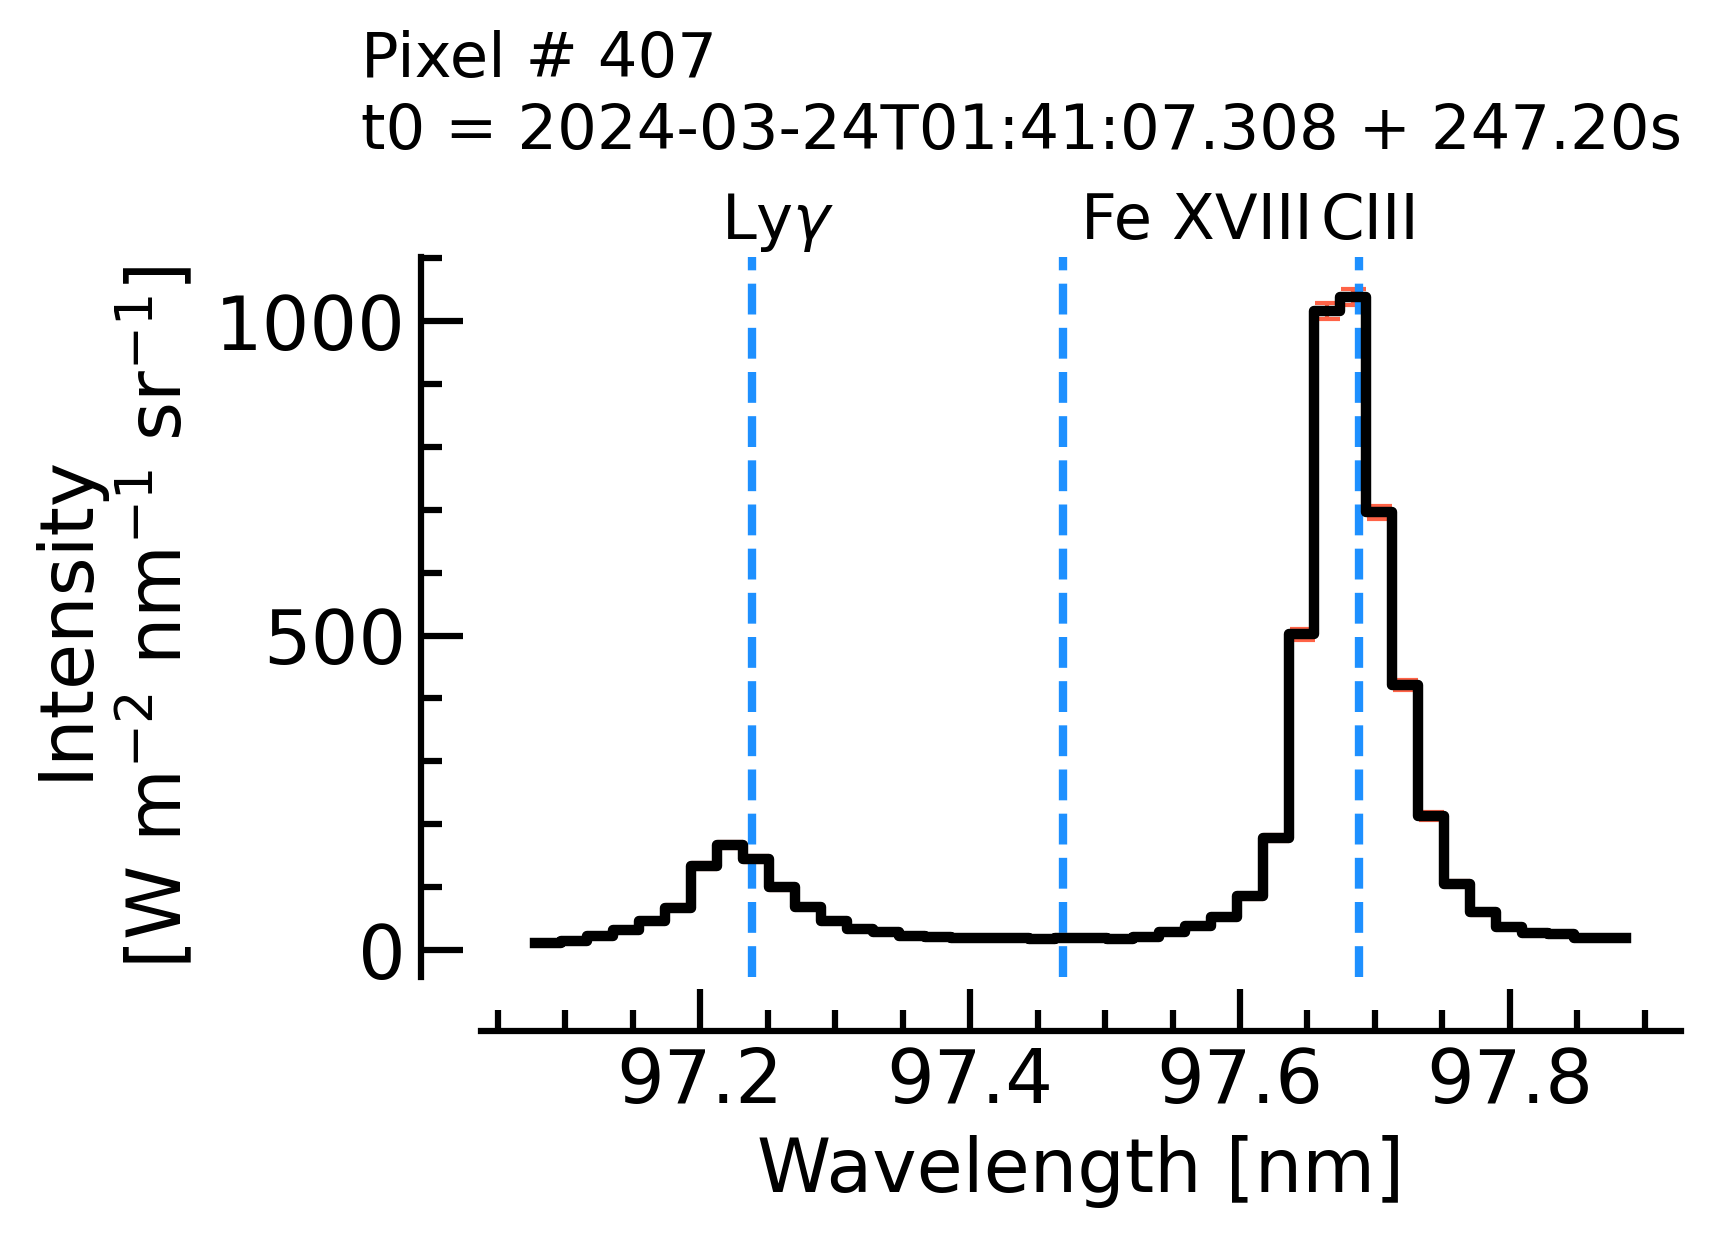 Pixel # 407
t0 = 2024-03-24T01:41:07.308 + 247.20s
Lyγ Fe XVIII CIII
Intensity
[W m⁻² nm⁻¹ sr⁻¹]
1000
500
0
97.2 97.4 97.6 97.8
Wavelength [nm]